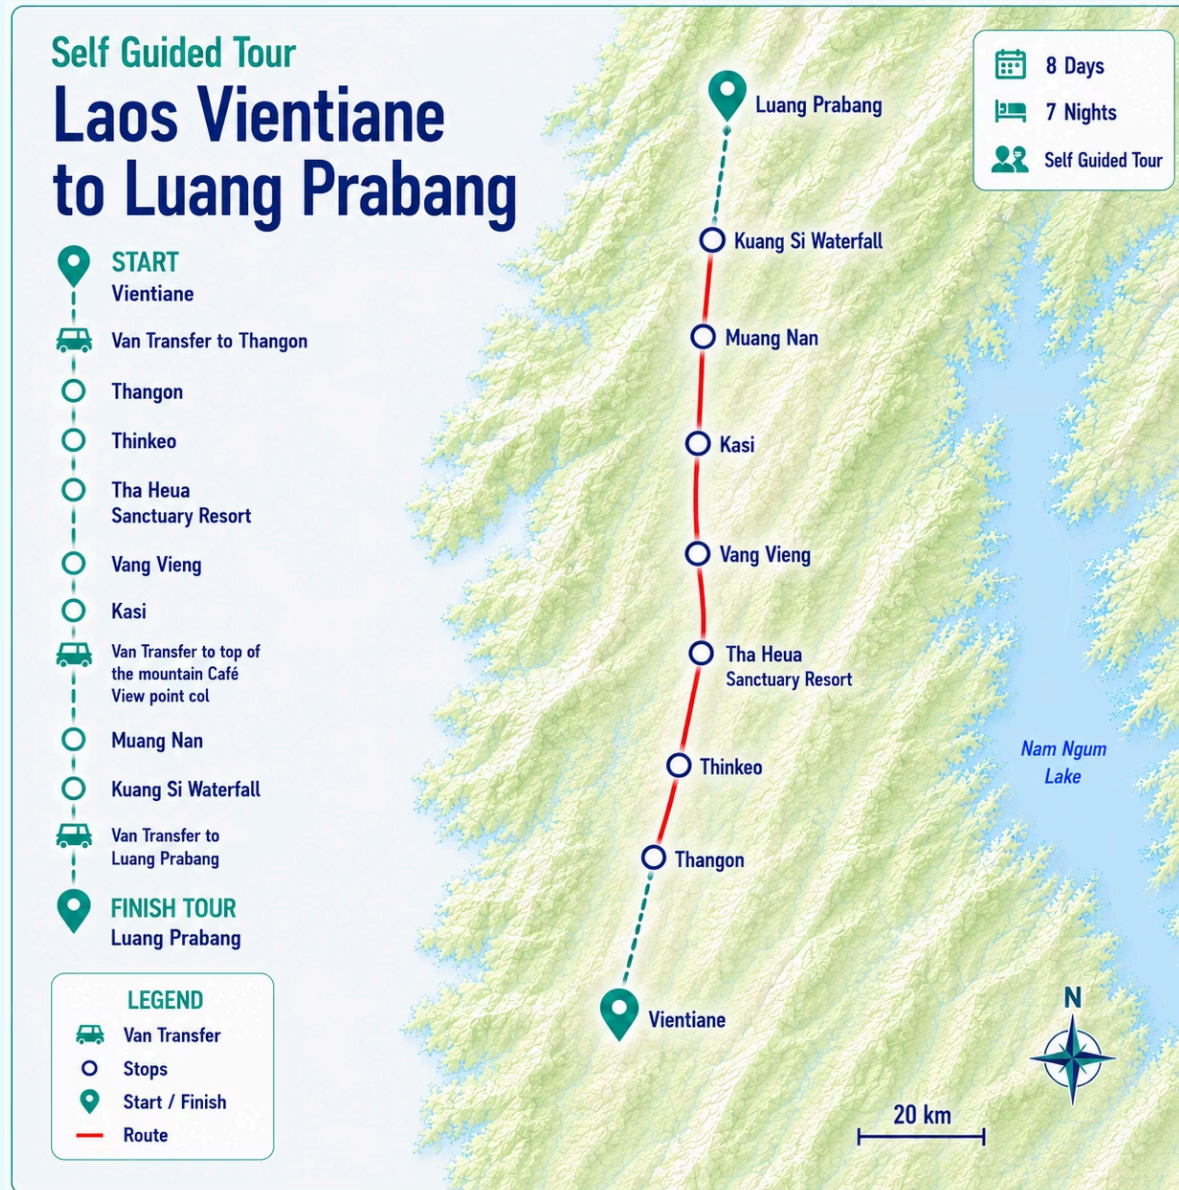 Self Guided Tour
Laos Vientiane
to Luang Prabang
START
Vientiane
Van Transfer to Thangon
Thangon
Thinkeo
Tha Heua
Sanctuary Resort
Vang Vieng
Kasi
Van Transfer to top of
the mountain Café
View point col
Muang Nan
Kuang Si Waterfall
Van Transfer to
Luang Prabang
FINISH TOUR
Luang Prabang
LEGEND
Van Transfer
Stops
Start / Finish
Route
Luang Prabang
Kuang Si Waterfall
Muang Nan
Kasi
Vang Vieng
Tha Heua
Sanctuary Resort
Thinkeo
Thangon
Vientiane
8 Days
7 Nights
Self Guided Tour
Nam Ngum
Lake
N
20 km